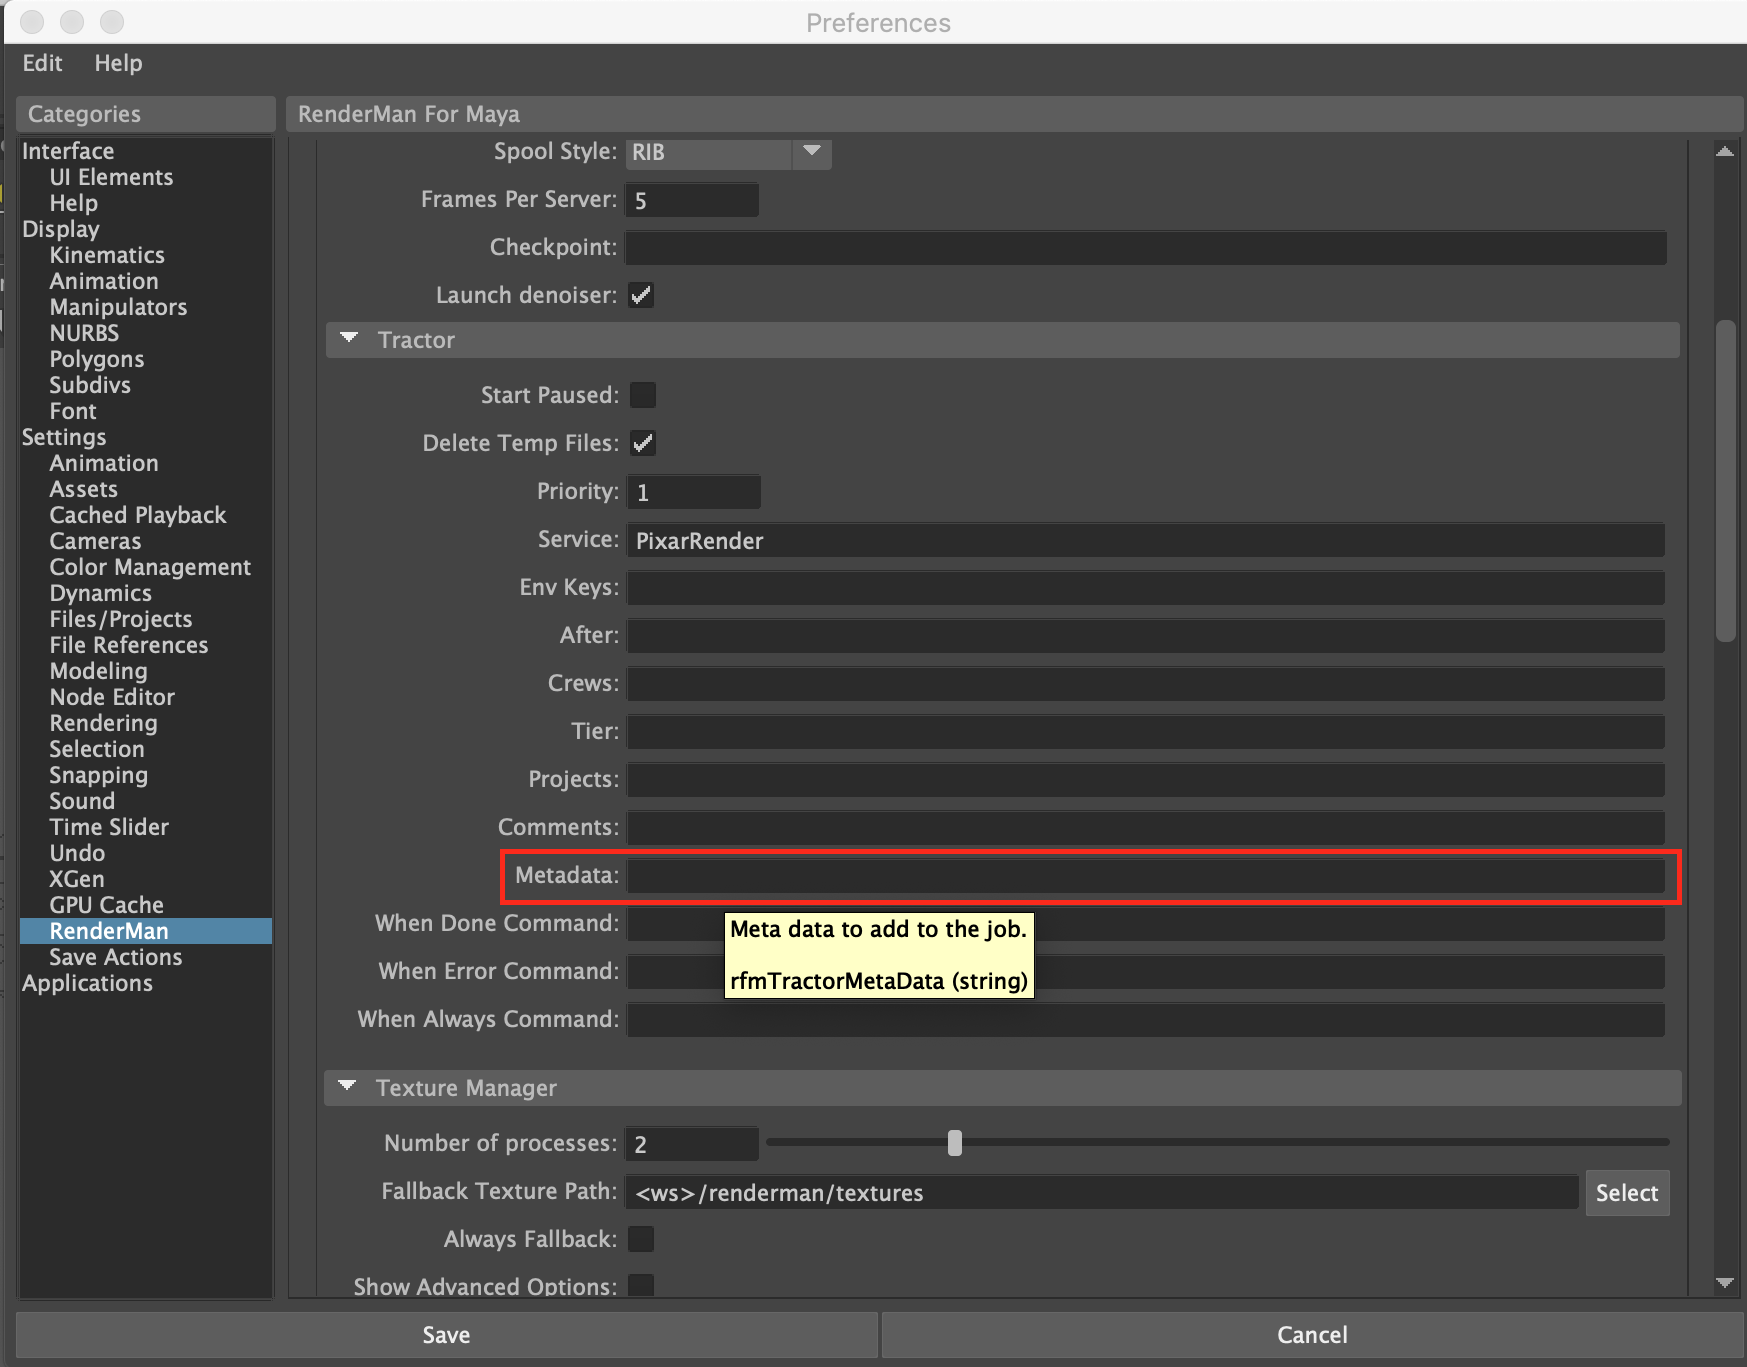 Preferences
Edit Help
Categories
Interface
UI Elements
Help
Display
Kinematics
Animation
Manipulators
NURBS
Polygons
Subdivs
Font
Settings
Animation
Assets
Cached Playback
Cameras
Color Management
Dynamics
Files/Projects
File References
Modeling
Node Editor
Rendering
Selection
Snapping
Sound
Time Slider
Undo
XGen
GPU Cache
RenderMan
Save Actions
Applications
RenderMan For Maya
Spool Style: RIB
Frames Per Server: 5
Checkpoint:
Launch denoiser:
Tractor
Start Paused:
Delete Temp Files:
Priority: 1
Service: PixarRender
Env Keys:
After:
Crews:
Tier:
Projects:
Comments:
Metadata:
When Done Command:
Meta data to add to the job.
When Error Command:
rfmTractorMetaData (string)
When Always Command:
Texture Manager
Number of processes: 2
Fallback Texture Path: <ws>/renderman/textures Select
Always Fallback:
Show Advanced Options:
Save Cancel